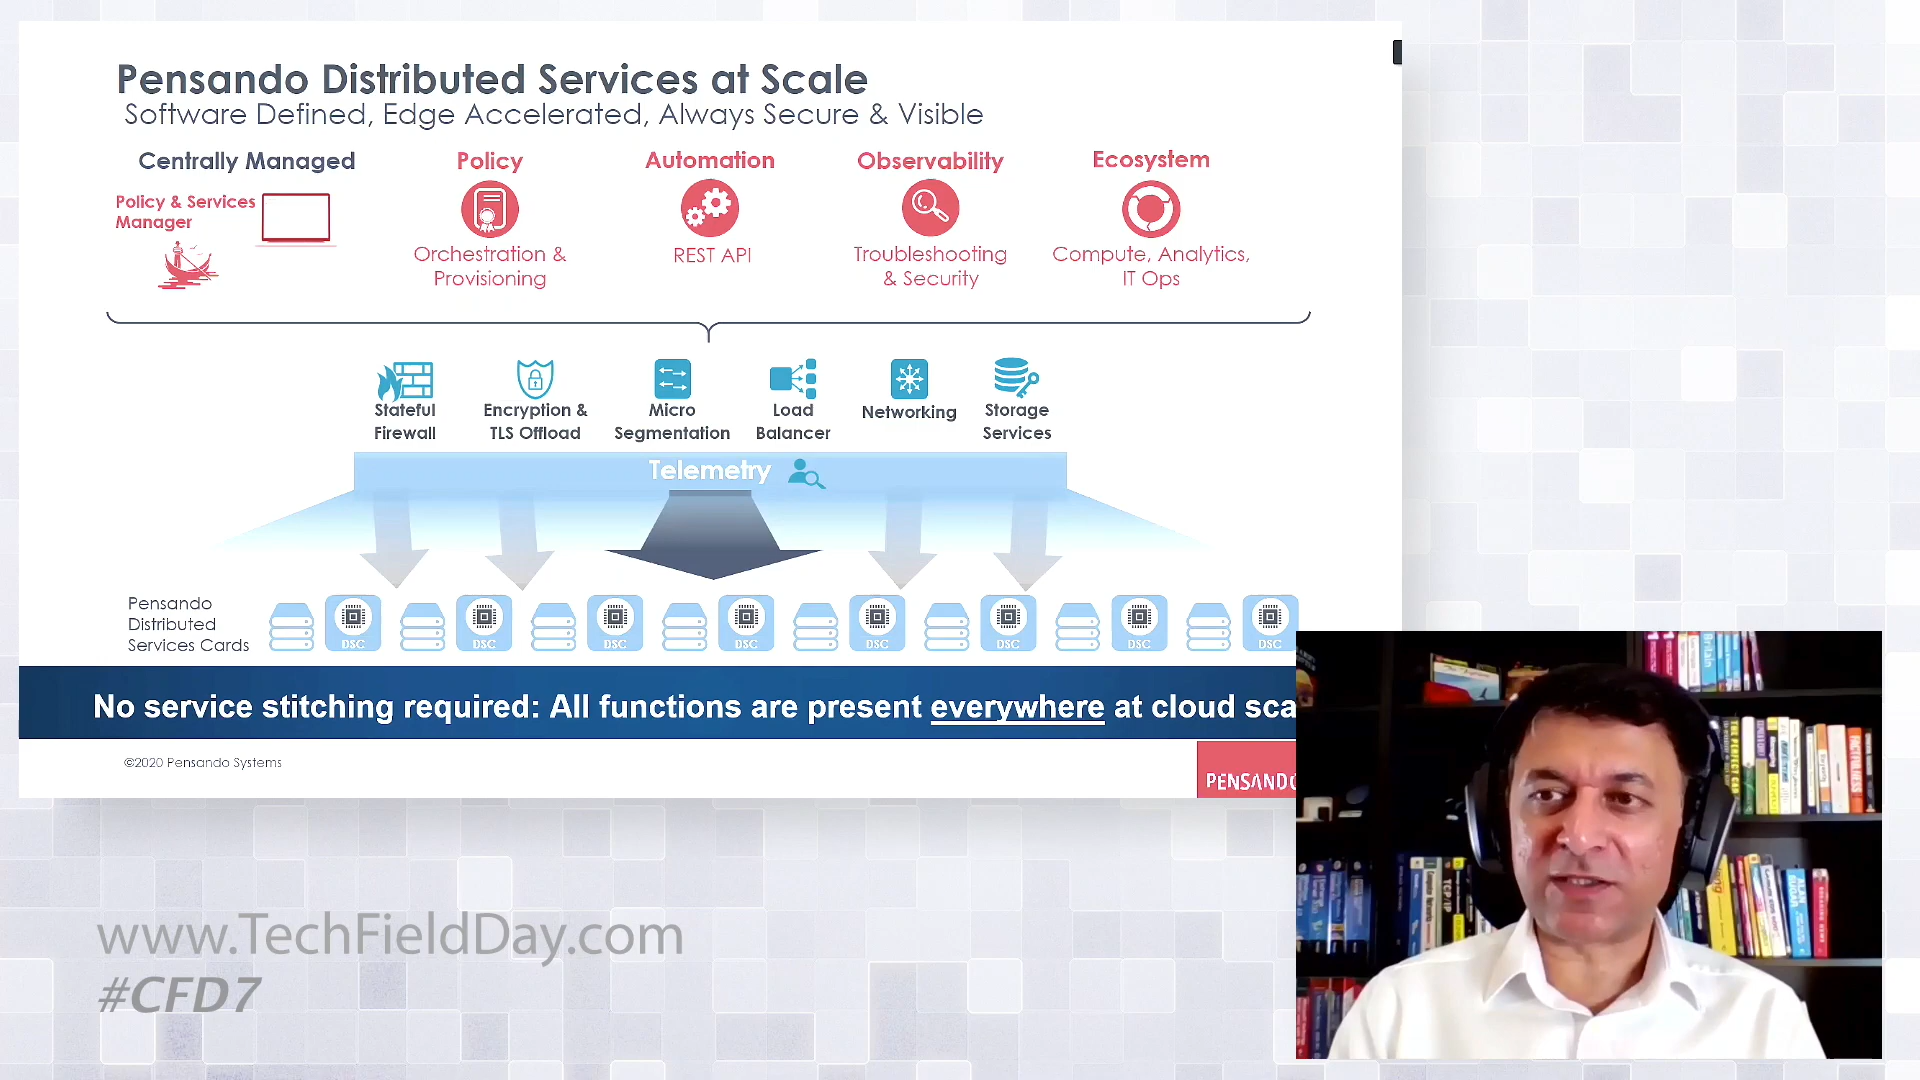 Pensando Distributed Services at Scale
Software Defined, Edge Accelerated, Always Secure & Visible
Centrally Managed
Policy & Services
Manager
Policy
Orchestration &
Provisioning
Automation
REST API
Observability
Troubleshooting
& Security
Ecosystem
Compute, Analytics,
IT Ops
Stateful
Firewall
Encryption &
TLS Offload
Micro
Segmentation
Load
Balancer
Networking
Storage
Services
Telemetry
Pensando
Distributed
Services Cards
DSC
DSC
DSC
DSC
DSC
DSC
DSC
DSC
No service stitching required: All functions are present everywhere at cloud sca
©2020 Pensando Systems
PENSANDO
www.TechFieldDay.com
#CFD7
Britain
TCP/IP
FACTFULNESS